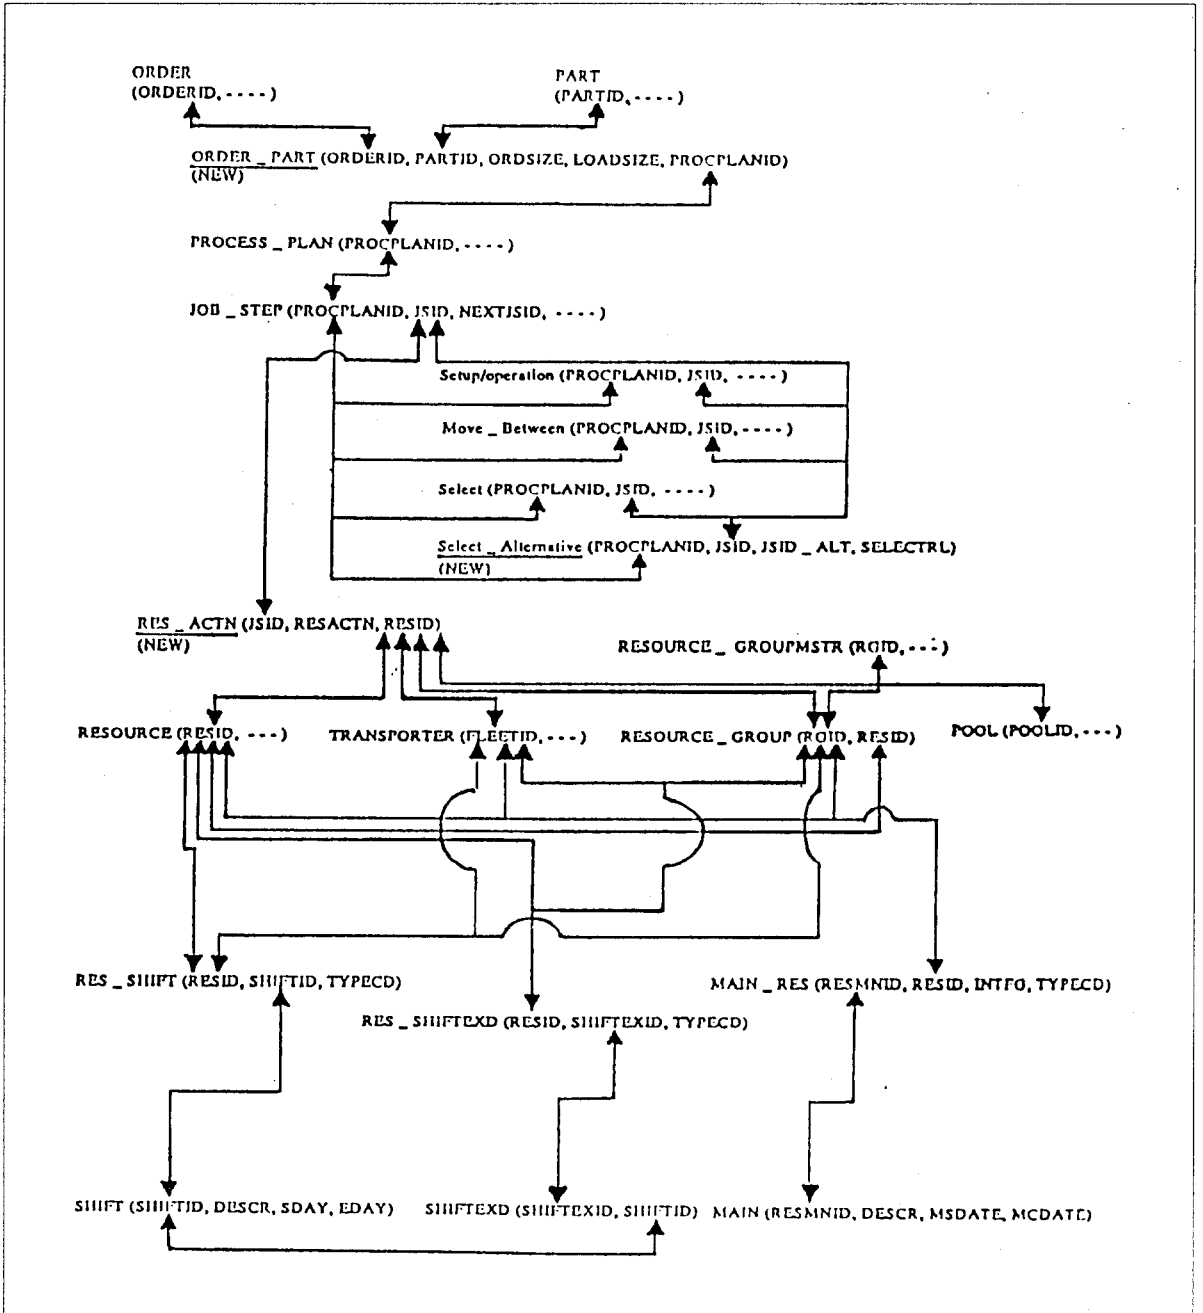 ORDER
(ORDERID, - - - -)
PART
(PARTID, - - - -)
ORDER _ PART (ORDERID, PARTID, ORDSIZE, LOADSIZE, PROCPLANID)
(NEW)
PROCESS _ PLAN (PROCPLANID, - - - -)
JOB _ STEP (PROCPLANID, JSID, NEXTJSID, - - - -)
Setup/operation (PROCPLANID, JSID, - - - -)
Move _ Between (PROCPLANID, JSID, - - - -)
Select (PROCPLANID, JSID, - - - -)
Select _ Alternative (PROCPLANID, JSID, JSID _ ALT, SELECTRL)
(NEW)
RES _ ACTN (JSID, RESACTN, RESID)
(NEW)
RESOURCE _ GROUPMSTR (RGID, - - -)
RESOURCE (RESID, - - -)
TRANSPORTER (FLEETID, - - -)
RESOURCE _ GROUP (RGID, RESID)
POOL (POOLID, - - -)
RES _ SHIFT (RESID, SHIFTID, TYPECD)
MAIN _ RES (RESMNID, RESID, INTFO, TYPECD)
RES _ SHIFTEXD (RESID, SHIFTEXID, TYPECD)
SHIFT (SHIFTID, DESCR, SDAY, EDAY)
SHIFTEXD (SHIFTEXID, SHIFTID)
MAIN (RESMNID, DESCR, MSDATE, MCDATE)